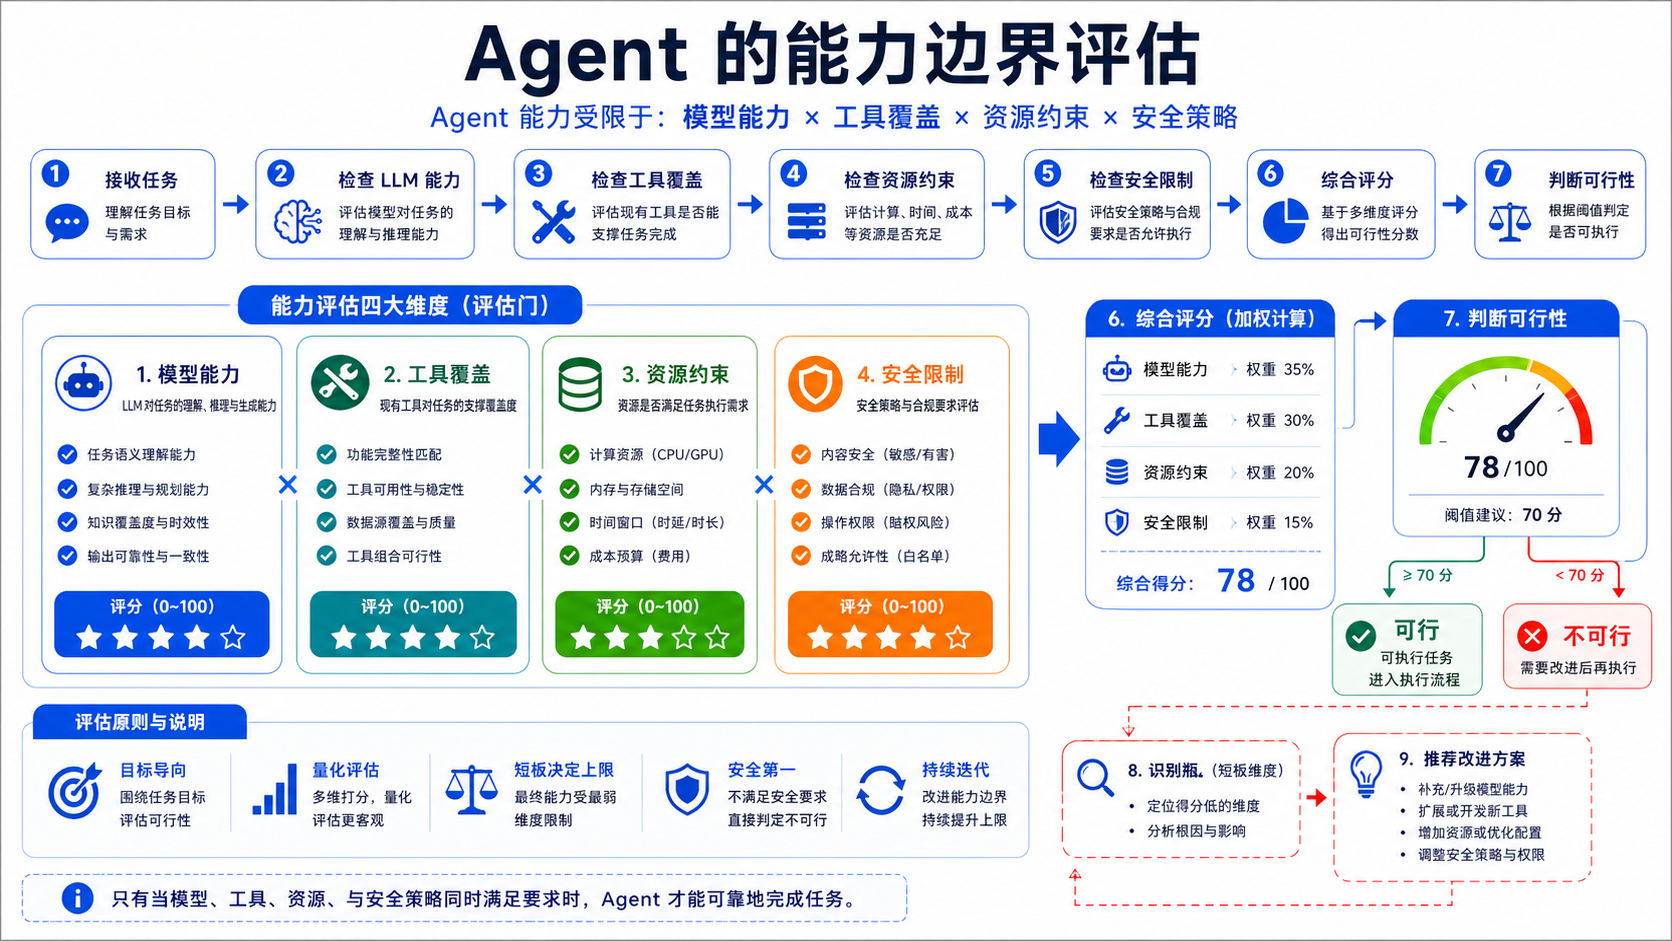 Agent 的能力边界评估
Agent 能力受限于：模型能力 × 工具覆盖 × 资源约束 × 安全策略
1 接收任务
理解任务目标
与需求
2 检查 LLM 能力
评估模型对任务的
理解与推理能力
3 检查工具覆盖
评估现有工具是否能
支撑任务完成
4 检查资源约束
评估计算、时间、成本
等资源是否充足
5 检查安全限制
评估安全策略与合规
要求是否允许执行
6 综合评分
基于多维度评分
得出可行性分数
7 判断可行性
根据阈值判定
是否可执行
能力评估四大维度（评估门）
1. 模型能力
LLM 对任务的理解、推理与生成能力
任务语义理解能力
复杂推理与规划能力
知识覆盖度与时效性
输出可靠性与一致性
评分（0~100）
×
2. 工具覆盖
现有工具对任务的支撑覆盖度
功能完整性匹配
工具可用性与稳定性
数据源覆盖与质量
工具组合可行性
评分（0~100）
×
3. 资源约束
资源是否满足任务执行需求
计算资源（CPU/GPU）
内存与存储空间
时间窗口（时延/时长）
成本预算（费用）
评分（0~100）
×
4. 安全限制
安全策略与合规要求评估
内容安全（敏感/有害）
数据合规（隐私/权限）
操作权限（权风险）
成略允许性（白名单）
评分（0~100）
6. 综合评分（加权计算）
模型能力 权重 35%
工具覆盖 权重 30%
资源约束 权重 20%
安全限制 权重 15%
综合得分： 78 / 100
7. 判断可行性
78 /100
阈值建议：70 分
≥ 70 分
< 70 分
可行
可执行任务
进入执行流程
不可行
需要改进后再执行
评估原则与说明
目标导向
围绕任务目标
评估可行性
量化评估
多维打分，量化
评估更客观
短板决定上限
最终能力受最弱
维度限制
安全第一
不满足安全要求
直接判定不可行
持续迭代
改进能力边界
持续提升上限
8. 识别瓶（短板维度）
• 定位得分低的维度
• 分析根因与影响
9. 推荐改进方案
• 补充/升级模型能力
• 扩展或开发新工具
• 增加资源或优化配置
• 调整安全策略与权限
只有当模型、工具、资源、与安全策略同时满足要求时，Agent 才能可靠地完成任务。